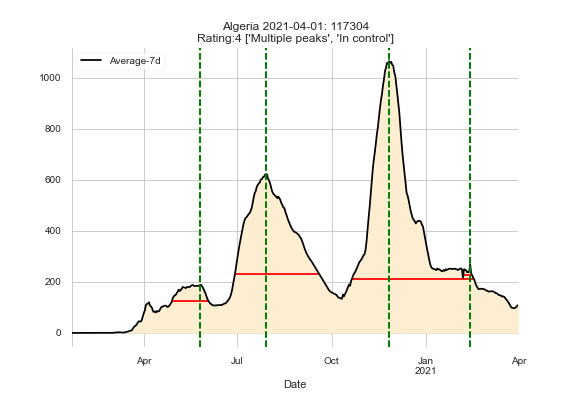 Algeria 2021-04-01: 117304
Rating:4 ['Multiple peaks', 'In control']
Average-7d
1000
800
600
400
200
0
Apr Jul Oct Jan Apr
2021
Date